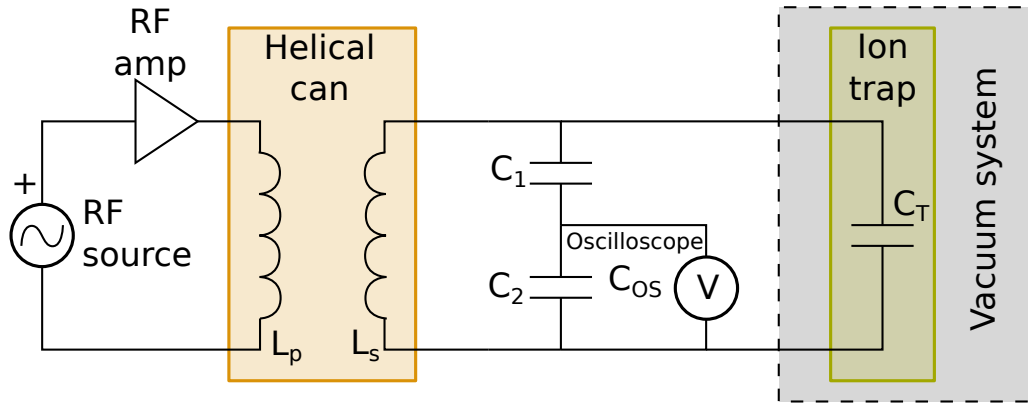 RF
amp
+
RF
source
Helical
can
Lp
Ls
C1
C2
Oscilloscope
COS
V
Ion
trap
CT
Vacuum system